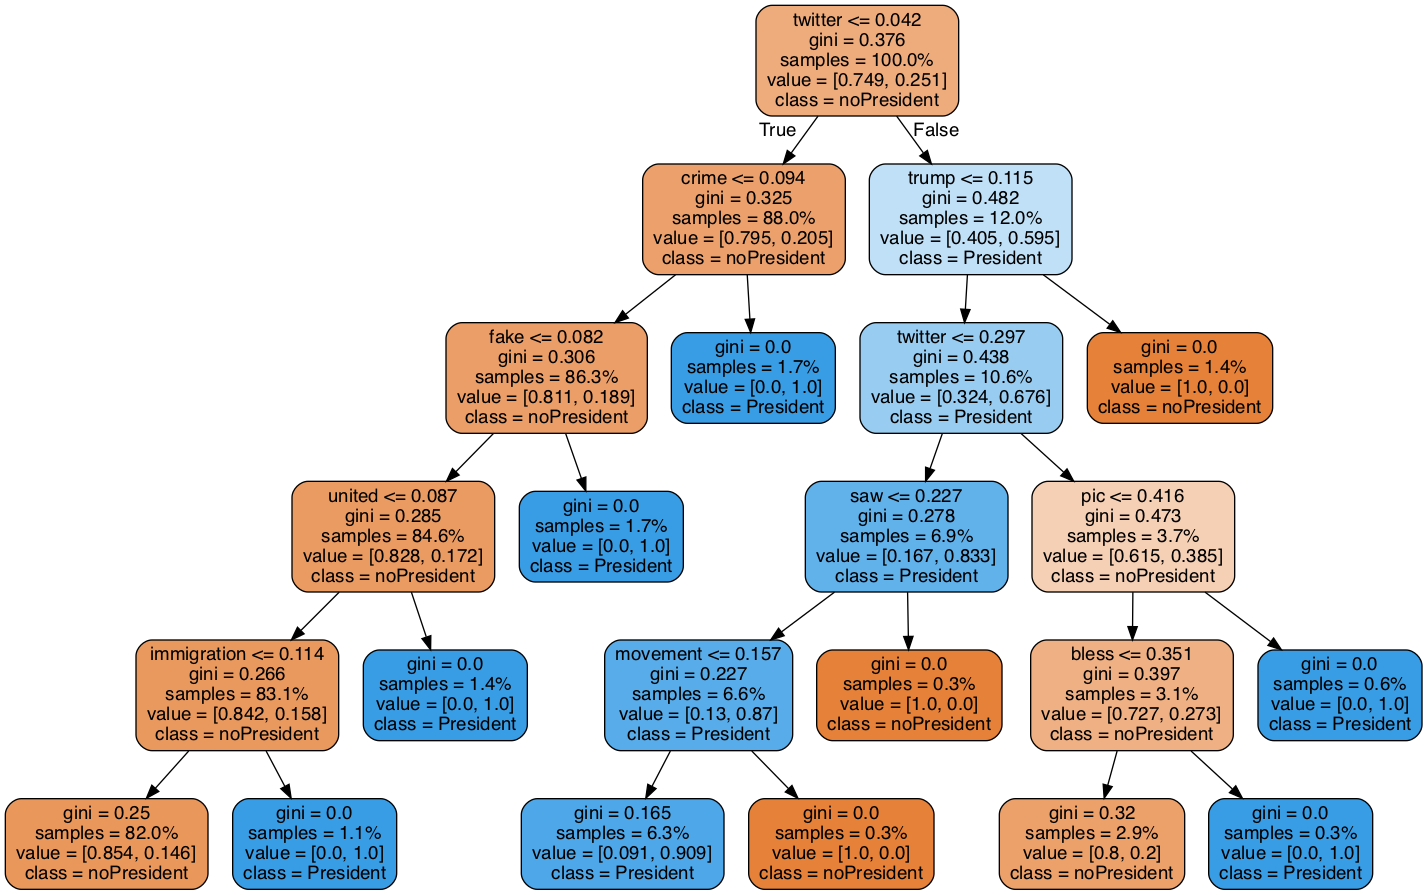 twitter <= 0.042
gini = 0.376
samples = 100.0%
value = [0.749, 0.251]
class = noPresident
True
False
crime <= 0.094
gini = 0.325
samples = 88.0%
value = [0.795, 0.205]
class = noPresident
trump <= 0.115
gini = 0.482
samples = 12.0%
value = [0.405, 0.595]
class = President
fake <= 0.082
gini = 0.306
samples = 86.3%
value = [0.811, 0.189]
class = noPresident
gini = 0.0
samples = 1.7%
value = [0.0, 1.0]
class = President
twitter <= 0.297
gini = 0.438
samples = 10.6%
value = [0.324, 0.676]
class = President
gini = 0.0
samples = 1.4%
value = [1.0, 0.0]
class = noPresident
united <= 0.087
gini = 0.285
samples = 84.6%
value = [0.828, 0.172]
class = noPresident
gini = 0.0
samples = 1.7%
value = [0.0, 1.0]
class = President
saw <= 0.227
gini = 0.278
samples = 6.9%
value = [0.167, 0.833]
class = President
pic <= 0.416
gini = 0.473
samples = 3.7%
value = [0.615, 0.385]
class = noPresident
immigration <= 0.114
gini = 0.266
samples = 83.1%
value = [0.842, 0.158]
class = noPresident
gini = 0.0
samples = 1.4%
value = [0.0, 1.0]
class = President
movement <= 0.157
gini = 0.227
samples = 6.6%
value = [0.13, 0.87]
class = President
gini = 0.0
samples = 0.3%
value = [1.0, 0.0]
class = noPresident
bless <= 0.351
gini = 0.397
samples = 3.1%
value = [0.727, 0.273]
class = noPresident
gini = 0.0
samples = 0.6%
value = [0.0, 1.0]
class = President
gini = 0.25
samples = 82.0%
value = [0.854, 0.146]
class = noPresident
gini = 0.0
samples = 1.1%
value = [0.0, 1.0]
class = President
gini = 0.165
samples = 6.3%
value = [0.091, 0.909]
class = President
gini = 0.0
samples = 0.3%
value = [1.0, 0.0]
class = noPresident
gini = 0.32
samples = 2.9%
value = [0.8, 0.2]
class = noPresident
gini = 0.0
samples = 0.3%
value = [0.0, 1.0]
class = President